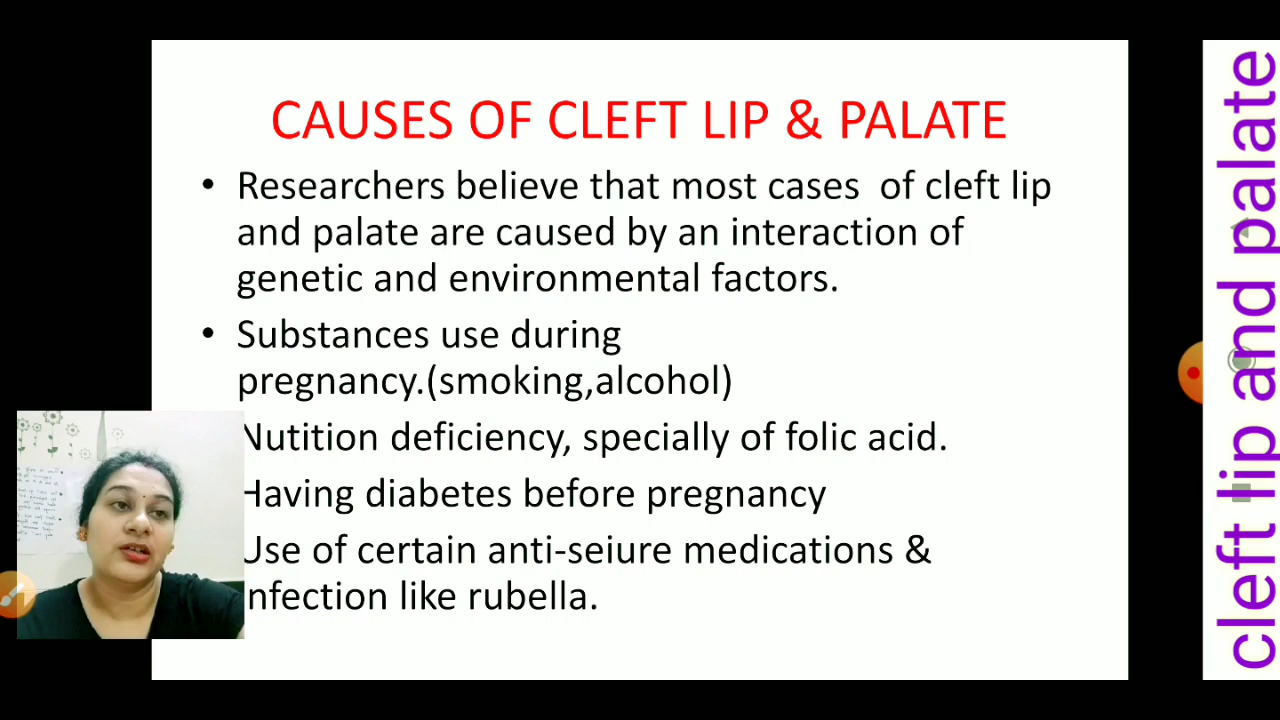 CAUSES OF CLEFT LIP & PALATE
• Researchers believe that most cases of cleft lip
and palate are caused by an interaction of
genetic and environmental factors.
• Substances use during
pregnancy.(smoking,alcohol)
Nutition deficiency, specially of folic acid.
Having diabetes before pregnancy
Use of certain anti-seiure medications &
infection like rubella.
cleft lip and palate